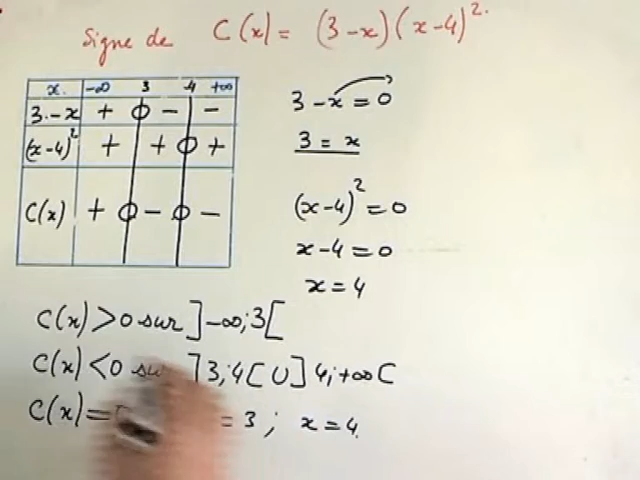 Signe de C(x) = (3-x)(x-4)².
x -∞ 3 4 +∞
3-x + 0 - -
(x-4)² + + 0 +
C(x) + 0 - 0 -
3-x=0
3 = x
(x-4)²=0
x-4=0
x=4
C(x)>0 sur ]-∞;3[
C(x)<0 ]3;4[ U ]4;+∞[
C(x)= = 3 ; x=4.